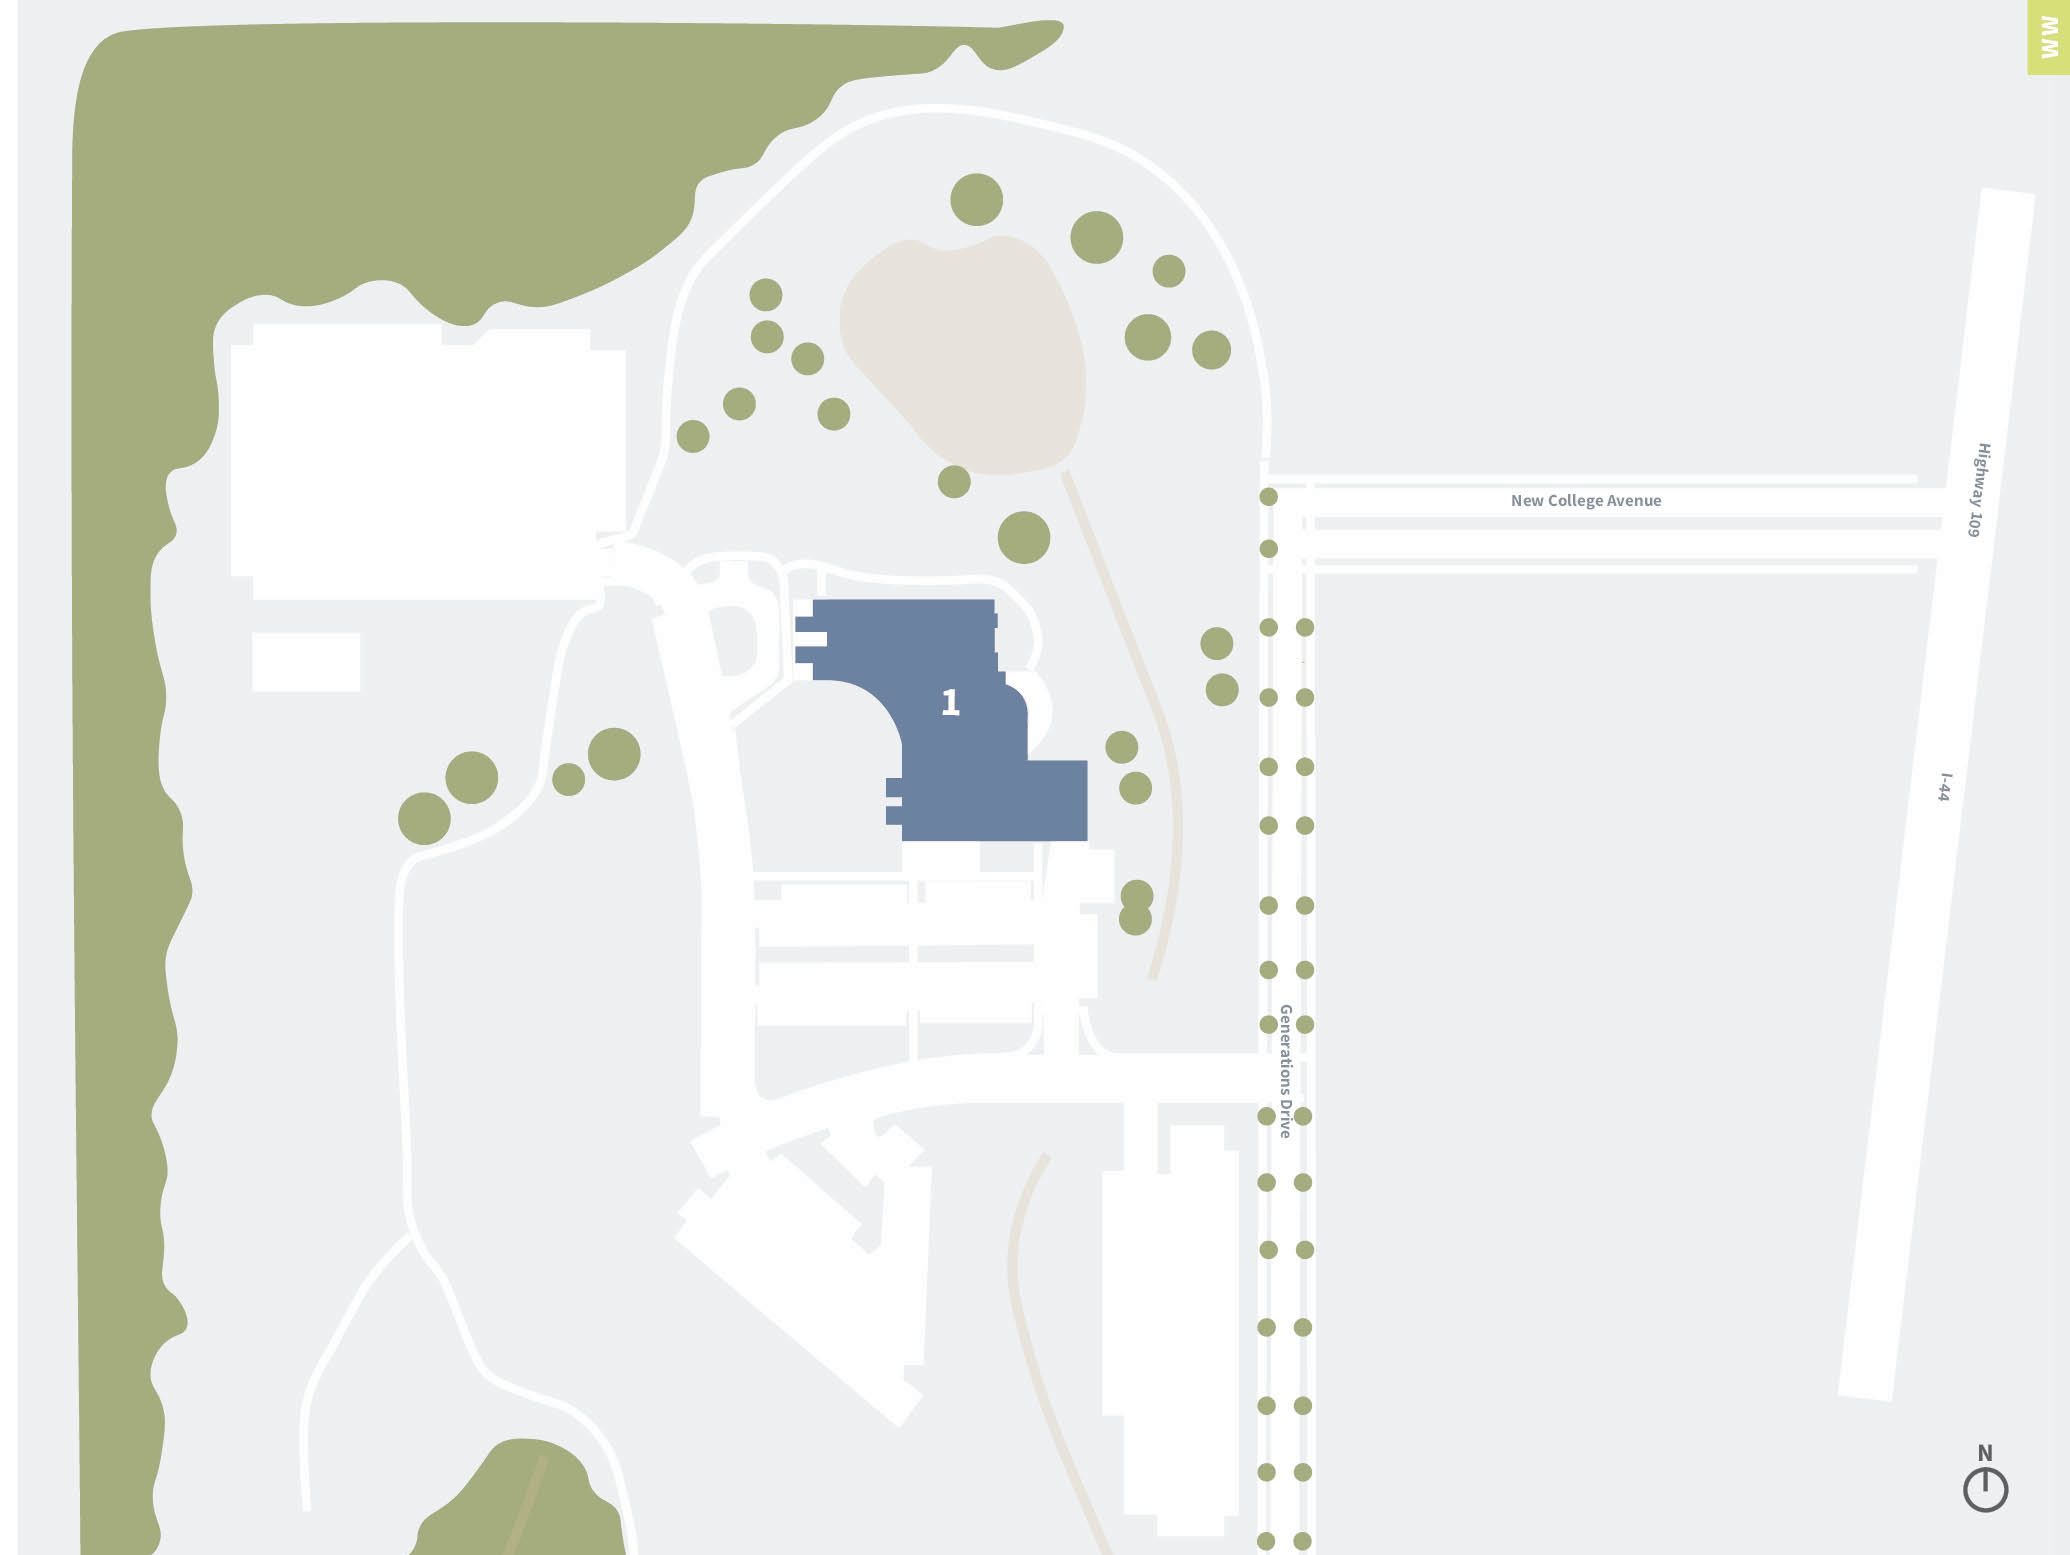 WW
New College Avenue
Highway 109
1
I-44
Generations Drive
N